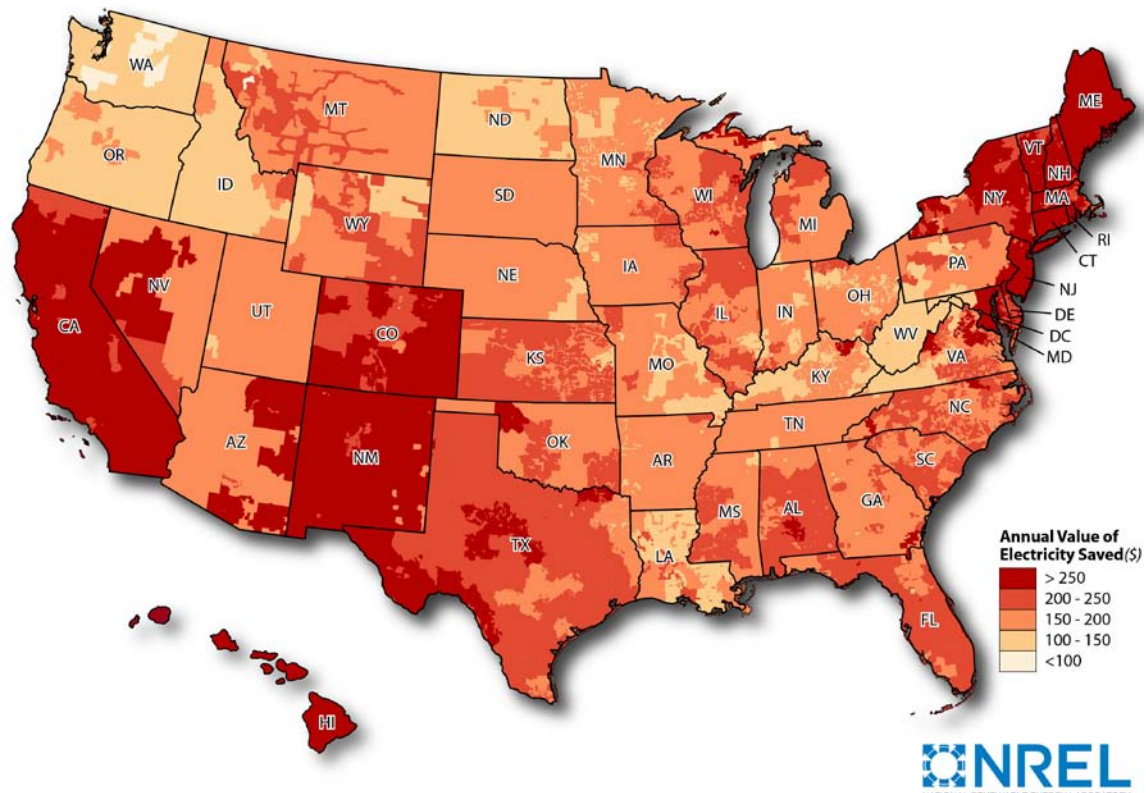 WA
MT
ND
OR
ID
WY
SD
MN
WI
MI
ME
VT
NH
NY
MA
RI
CT
NJ
DE
DC
MD
NV
UT
CO
NE
IA
IL
IN
OH
PA
WV
VA
KY
CA
KS
MO
TN
NC
SC
AZ
NM
OK
AR
MS
AL
GA
TX
LA
FL
HI
Annual Value of
Electricity Saved($)
> 250
200 - 250
150 - 200
100 - 150
<100
NREL